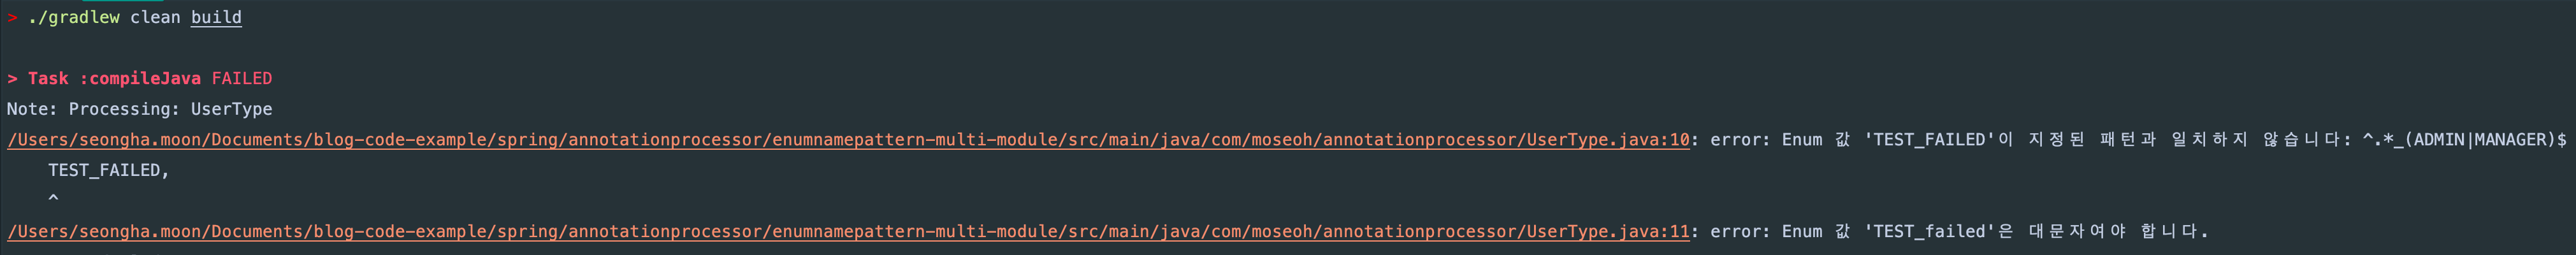 > ./gradlew clean build
> Task :compileJava FAILED
Note: Processing: UserType
/Users/seongha.moon/Documents/blog-code-example/spring/annotationprocessor/enumnamepattern-multi-module/src/main/java/com/moseoh/annotationprocessor/UserType.java:10: error: Enum 값 'TEST_FAILED'이 지정된 패턴과 일치하지 않습니다: ^.*_(ADMIN|MANAGER)$
TEST_FAILED,
^
/Users/seongha.moon/Documents/blog-code-example/spring/annotationprocessor/enumnamepattern-multi-module/src/main/java/com/moseoh/annotationprocessor/UserType.java:11: error: Enum 값 'TEST_failed'은 대문자여야 합니다.